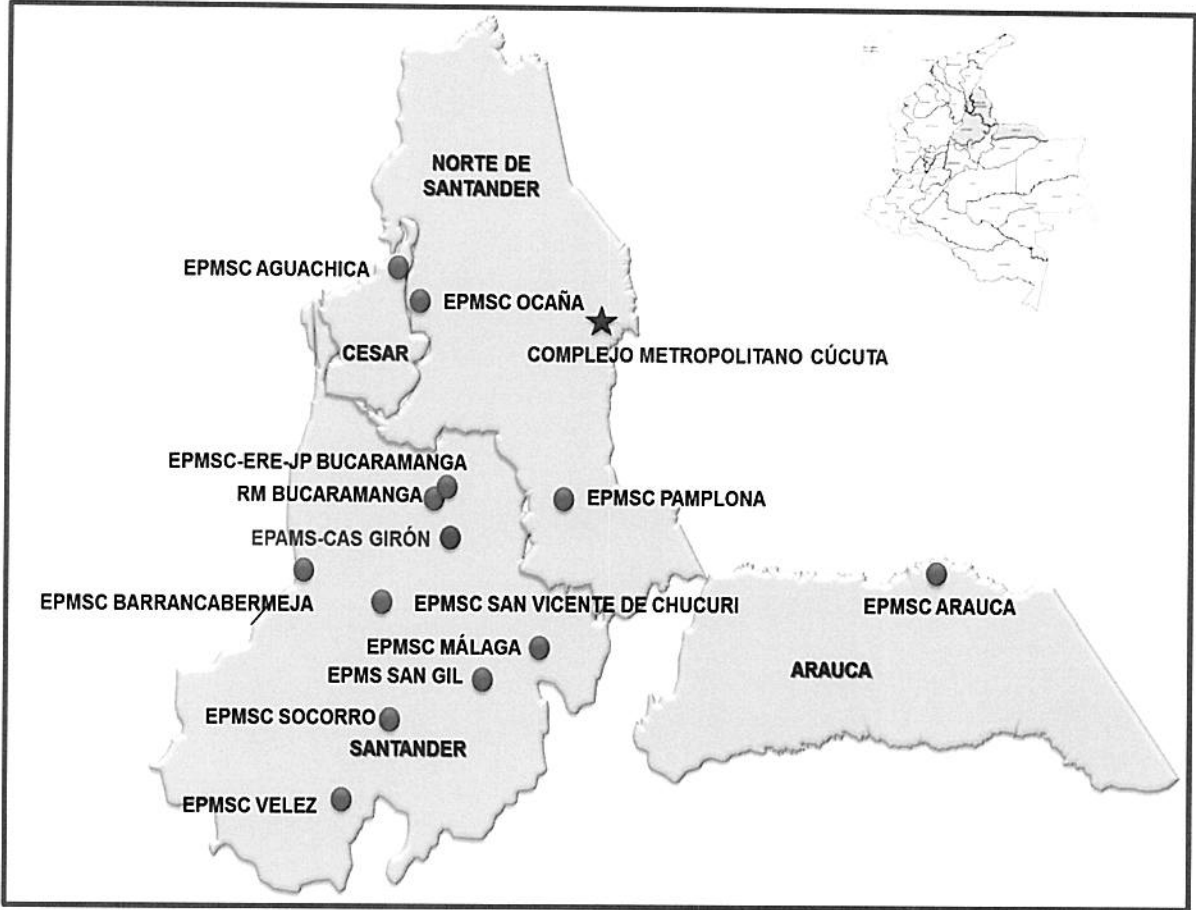 NORTE DE
SANTANDER
EPMSC AGUACHICA
EPMSC OCAÑA
CESAR
COMPLEJO METROPOLITANO CÚCUTA
EPMSC-ERE-JP BUCARAMANGA
RM BUCARAMANGA
EPMSC PAMPLONA
EPAMS-CAS GIRÓN
EPMSC BARRANCABERMEJA
EPMSC SAN VICENTE DE CHUCURI
EPMSC ARAUCA
EPMSC MÁLAGA
EPMS SAN GIL
ARAUCA
EPMSC SOCORRO
SANTANDER
EPMSC VELEZ